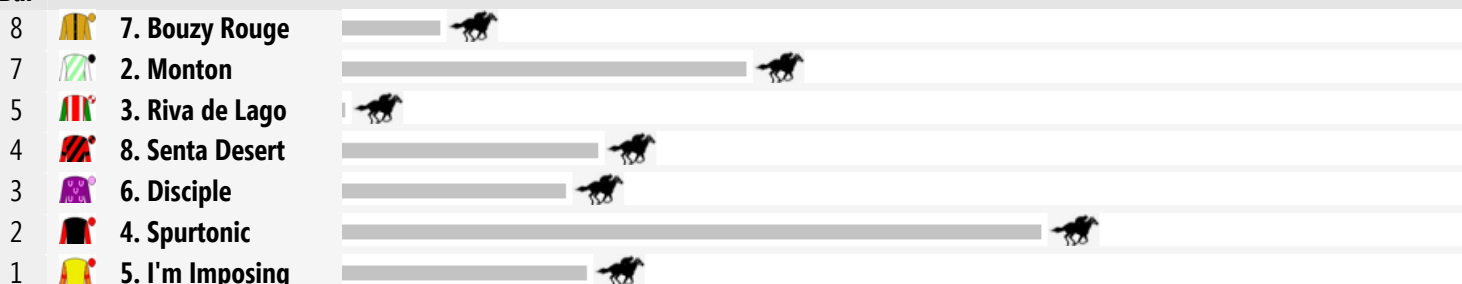 8 7. Bouzy Rouge
7 2. Monton
5 3. Riva de Lago
4 8. Senta Desert
3 6. Disciple
2 4. Spurtonic
1 5. I'm Imposing